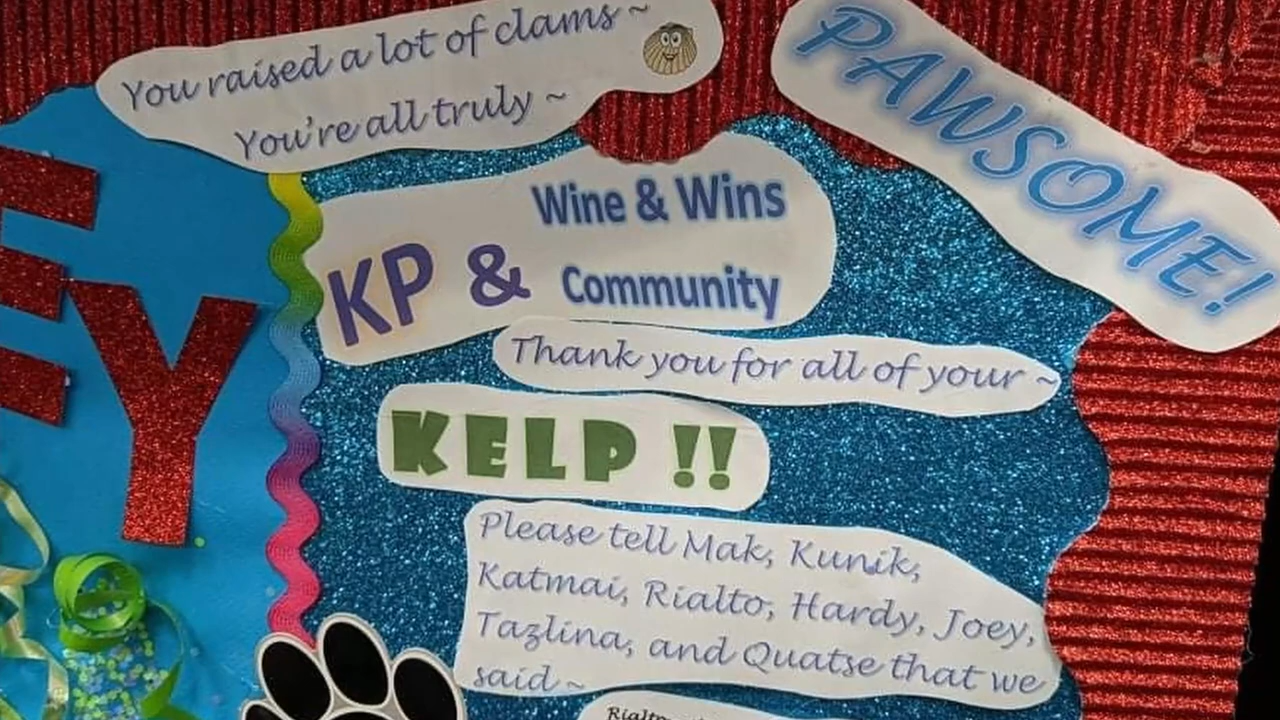 You raised a lot of clams ~
You're all truly ~
PAWSOME!
EY
Wine & Wins
KP &
Community
Thank you for all of your ~
KELP !!
Please tell Mak, Kunik,
Katmai, Rialto, Hardy, Joey,
Tazlina, and Quatse that we
said ~
Rialto